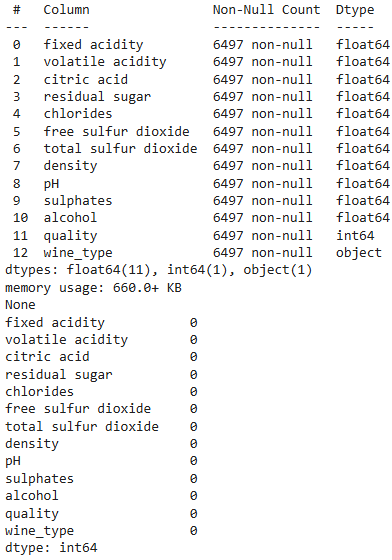 #   Column                Non-Null Count  Dtype
---  ------                --------------  -----
 0   fixed acidity         6497 non-null   float64
 1   volatile acidity      6497 non-null   float64
 2   citric acid           6497 non-null   float64
 3   residual sugar        6497 non-null   float64
 4   chlorides             6497 non-null   float64
 5   free sulfur dioxide   6497 non-null   float64
 6   total sulfur dioxide  6497 non-null   float64
 7   density               6497 non-null   float64
 8   pH                    6497 non-null   float64
 9   sulphates             6497 non-null   float64
 10  alcohol               6497 non-null   float64
 11  quality               6497 non-null   int64
 12  wine_type             6497 non-null   object
dtypes: float64(11), int64(1), object(1)
memory usage: 660.0+ KB
None
fixed acidity           0
volatile acidity        0
citric acid             0
residual sugar          0
chlorides               0
free sulfur dioxide     0
total sulfur dioxide    0
density                 0
pH                      0
sulphates               0
alcohol                 0
quality                 0
wine_type               0
dtype: int64